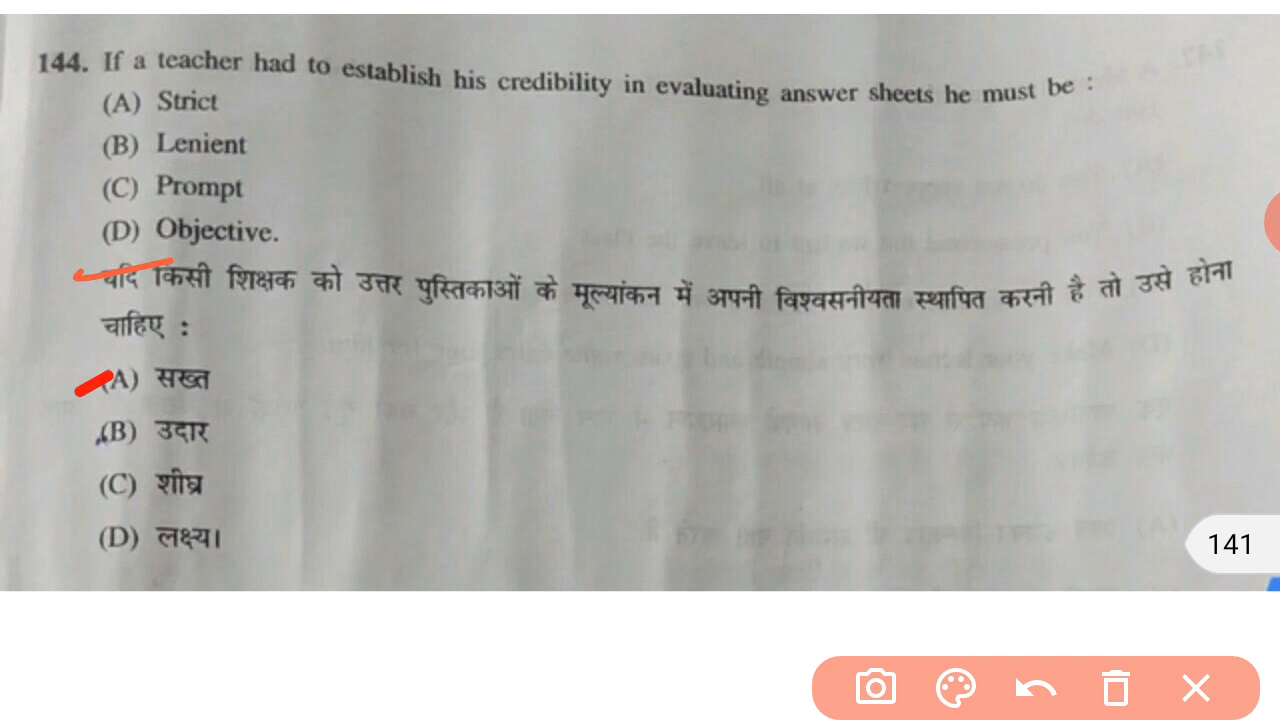 144. If a teacher had to establish his credibility in evaluating answer sheets he must be :
(A) Strict
(B) Lenient
(C) Prompt
(D) Objective.
यदि किसी शिक्षक को उत्तर पुस्तिकाओं के मूल्यांकन में अपनी विश्वसनीयता स्थापित करनी है तो उसे होना
चाहिए :
(A) सख्त
(B) उदार
(C) शीघ्र
(D) लक्ष्य।
141